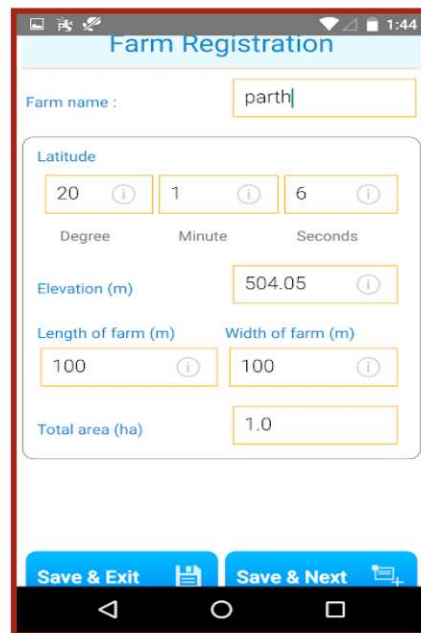 1:44
Farm Registration
Farm name : parth
Latitude
20 1 6
Degree Minute Seconds
Elevation (m) 504.05
Length of farm (m) Width of farm (m)
100 100
Total area (ha) 1.0
Save & Exit Save & Next